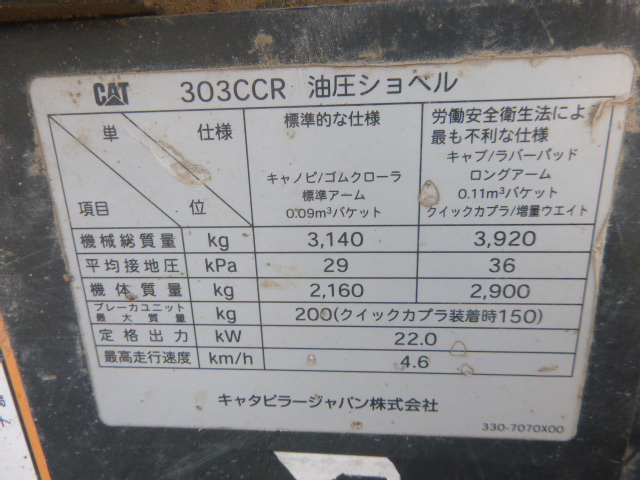 CAT 303CCR 油圧ショベル
単 仕様
項目 位
標準的な仕様
キャノピ/ゴムクローラ
標準アーム
0.09m³バケット
労働安全衛生法によ
最も不利な仕様
キャブ/ラバーパッド
ロングアーム
0.11m³バケット
クイックカプラ/増量ウエイト
機械総質量 kg 3,140 3,920
平均接地圧 kPa 29 36
機体質量 kg 2,160 2,900
ブレーカユニット
最大質量 kg 200(クイックカプラ装着時150)
定格出力 kW 22.0
最高走行速度 km/h 4.6
キャタピラージャパン株式会社
330-7070X00